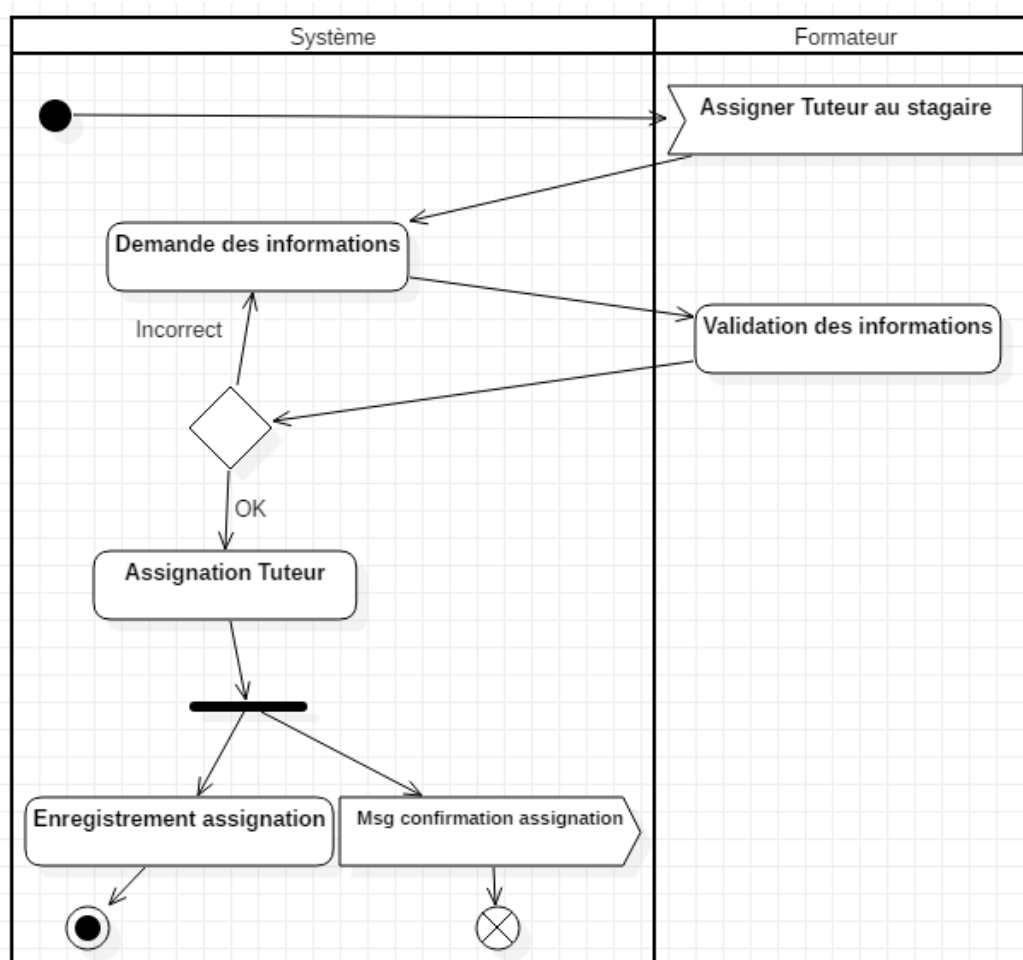 Système
Formateur
Assigner Tuteur au stagaire
Demande des informations
Validation des informations
Incorrect
OK
Assignation Tuteur
Enregistrement assignation
Msg confirmation assignation